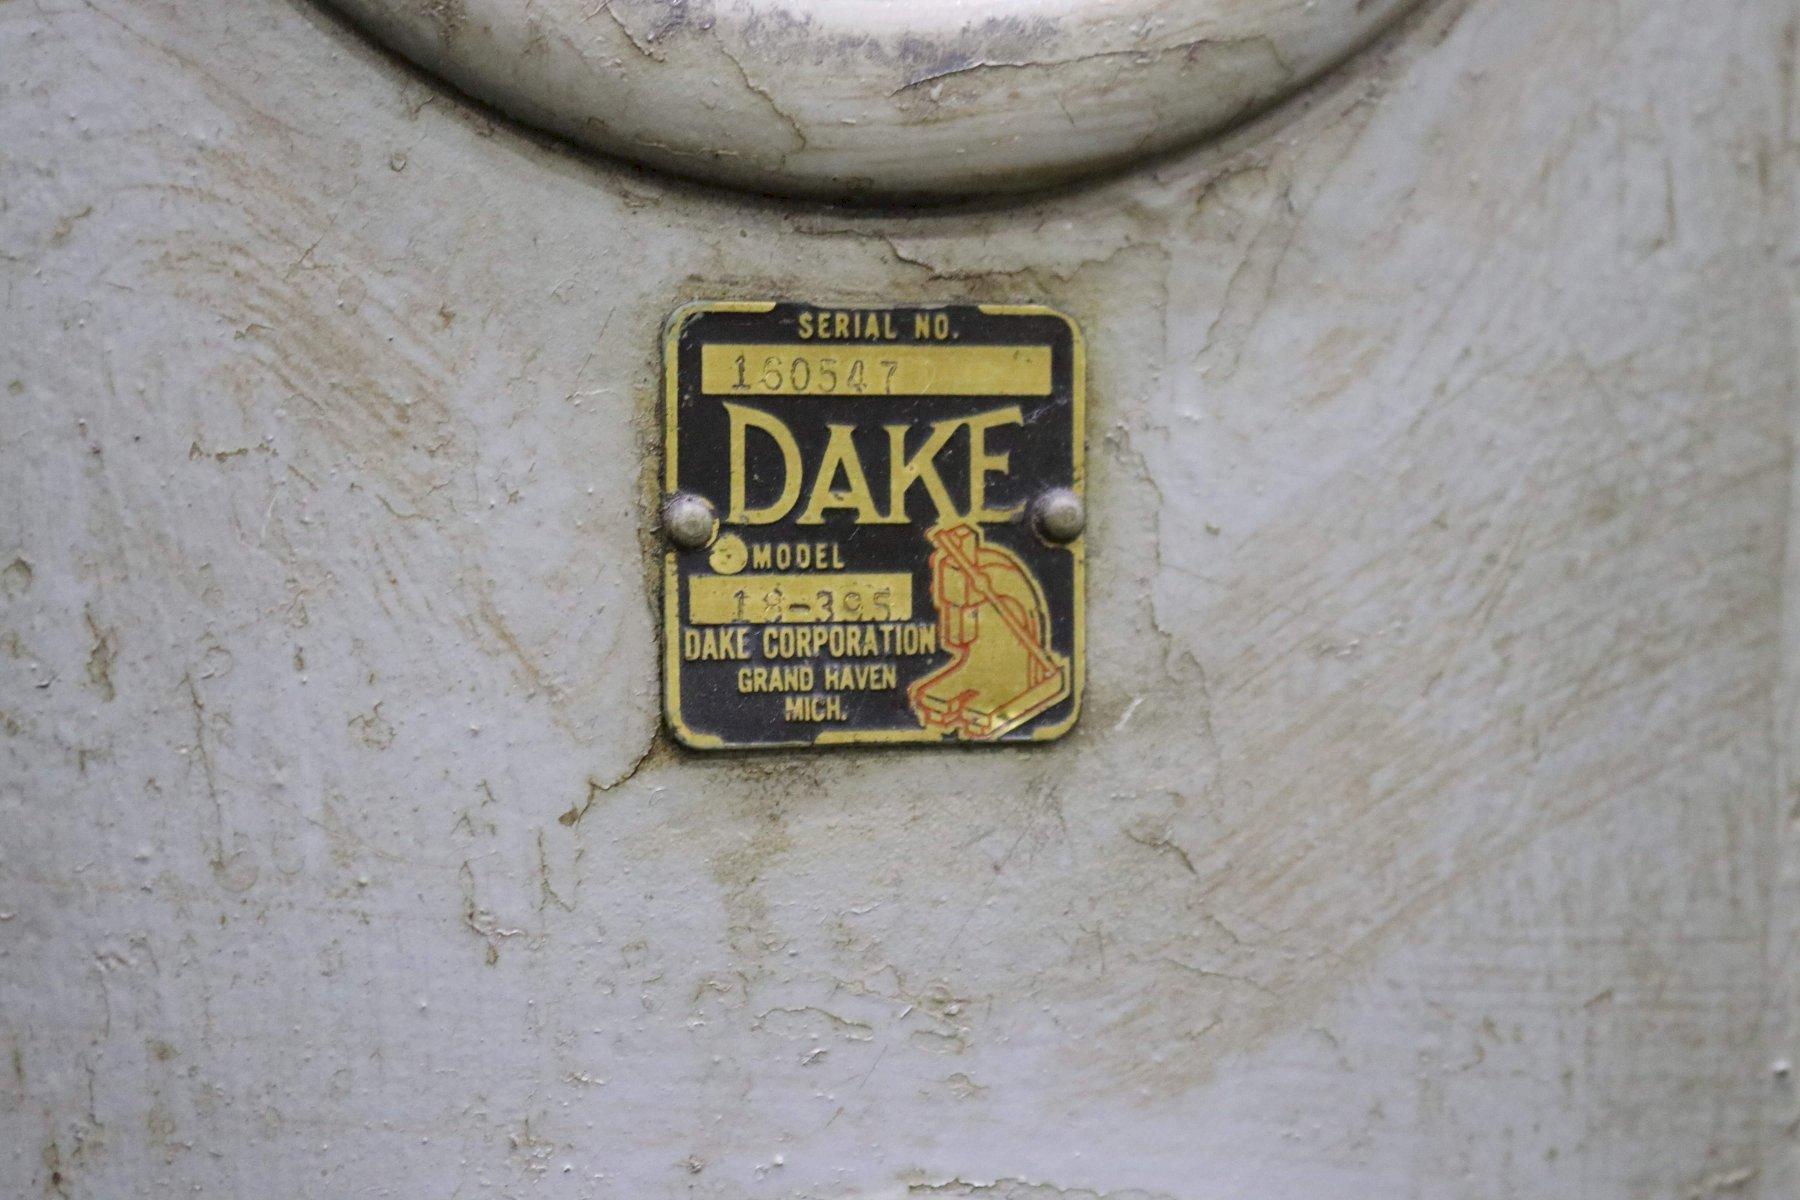 SERIAL NO.
160547
DAKE
MODEL
18-395
DAKE CORPORATION
GRAND HAVEN
MICH.